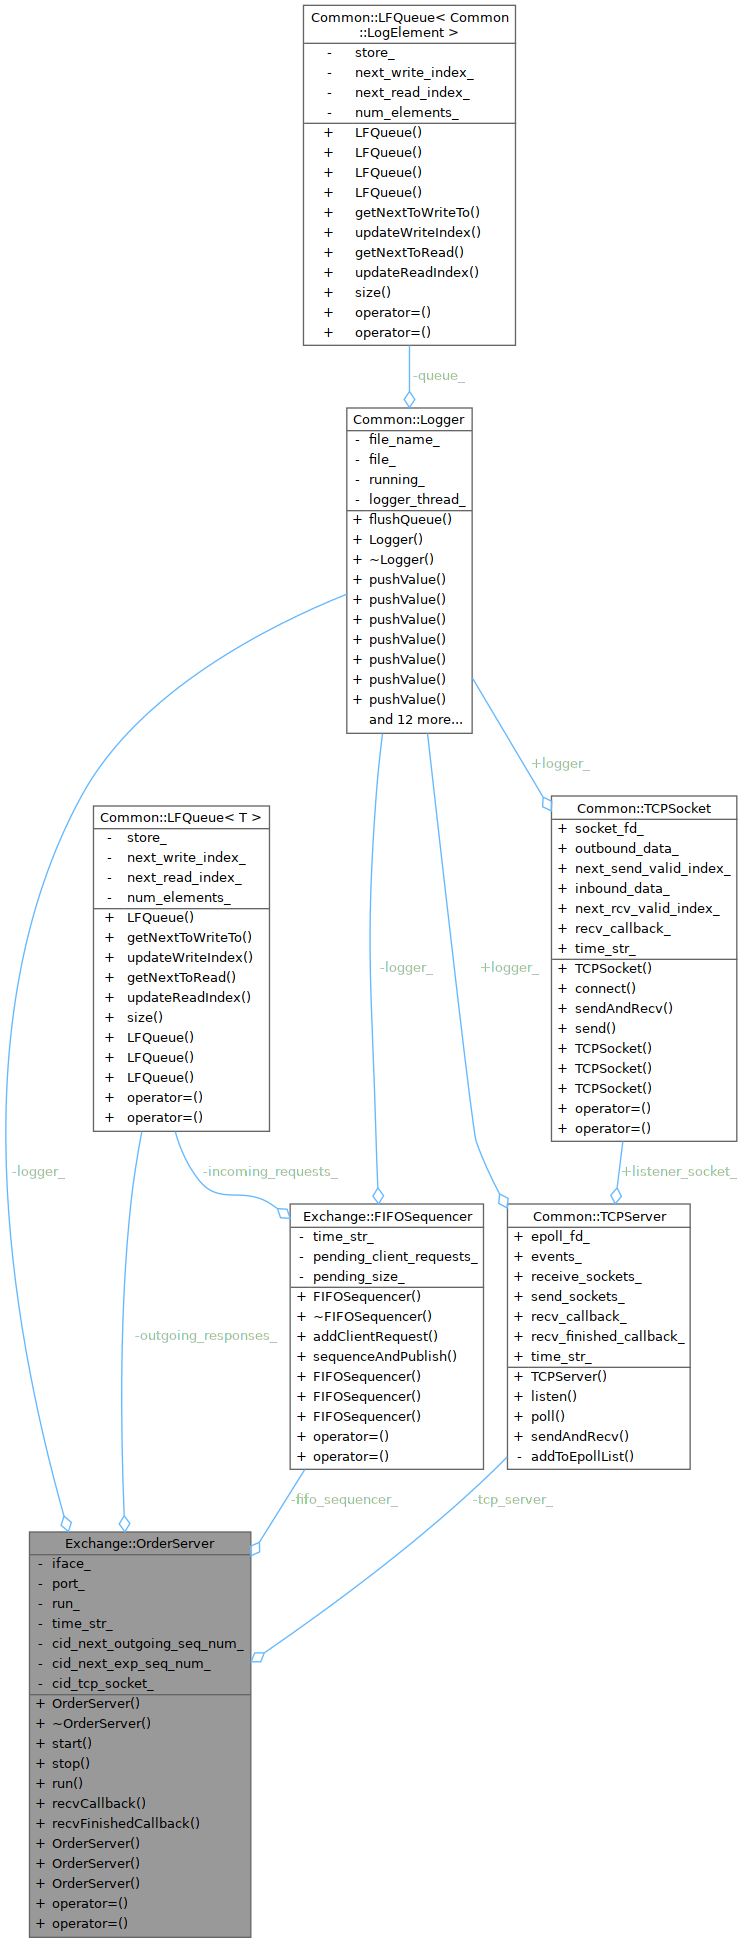 Common::LFQueue< Common
::LogElement >
- store_
- next_write_index_
- next_read_index_
- num_elements_
+ LFQueue()
+ LFQueue()
+ LFQueue()
+ LFQueue()
+ getNextToWriteTo()
+ updateWriteIndex()
+ getNextToRead()
+ updateReadIndex()
+ size()
+ operator=()
+ operator=()
-queue_
Common::Logger
- file_name_
- file_
- running_
- logger_thread_
+ flushQueue()
+ Logger()
+ ~Logger()
+ pushValue()
+ pushValue()
+ pushValue()
+ pushValue()
+ pushValue()
+ pushValue()
+ pushValue()
and 12 more...
+logger_
Common::TCPSocket
+ socket_fd_
+ outbound_data_
+ next_send_valid_index_
+ inbound_data_
+ next_rcv_valid_index_
+ recv_callback_
+ time_str_
+ TCPSocket()
+ connect()
+ sendAndRecv()
+ send()
+ TCPSocket()
+ TCPSocket()
+ TCPSocket()
+ operator=()
+ operator=()
Common::LFQueue< T >
- store_
- next_write_index_
- next_read_index_
- num_elements_
+ LFQueue()
+ getNextToWriteTo()
+ updateWriteIndex()
+ getNextToRead()
+ updateReadIndex()
+ size()
+ LFQueue()
+ LFQueue()
+ LFQueue()
+ operator=()
+ operator=()
-logger_
+logger_
-logger_
-incoming_requests_
+listener_socket_
Exchange::FIFOSequencer
- time_str_
- pending_client_requests_
- pending_size_
+ FIFOSequencer()
+ ~FIFOSequencer()
+ addClientRequest()
+ sequenceAndPublish()
+ FIFOSequencer()
+ FIFOSequencer()
+ FIFOSequencer()
+ operator=()
+ operator=()
Common::TCPServer
+ epoll_fd_
+ events_
+ receive_sockets_
+ send_sockets_
+ recv_callback_
+ recv_finished_callback_
+ time_str_
+ TCPServer()
+ listen()
+ poll()
+ sendAndRecv()
- addToEpollList()
-outgoing_responses_
-fifo_sequencer_
-tcp_server_
Exchange::OrderServer
- iface_
- port_
- run_
- time_str_
- cid_next_outgoing_seq_num_
- cid_next_exp_seq_num_
- cid_tcp_socket_
+ OrderServer()
+ ~OrderServer()
+ start()
+ stop()
+ run()
+ recvCallback()
+ recvFinishedCallback()
+ OrderServer()
+ OrderServer()
+ OrderServer()
+ operator=()
+ operator=()